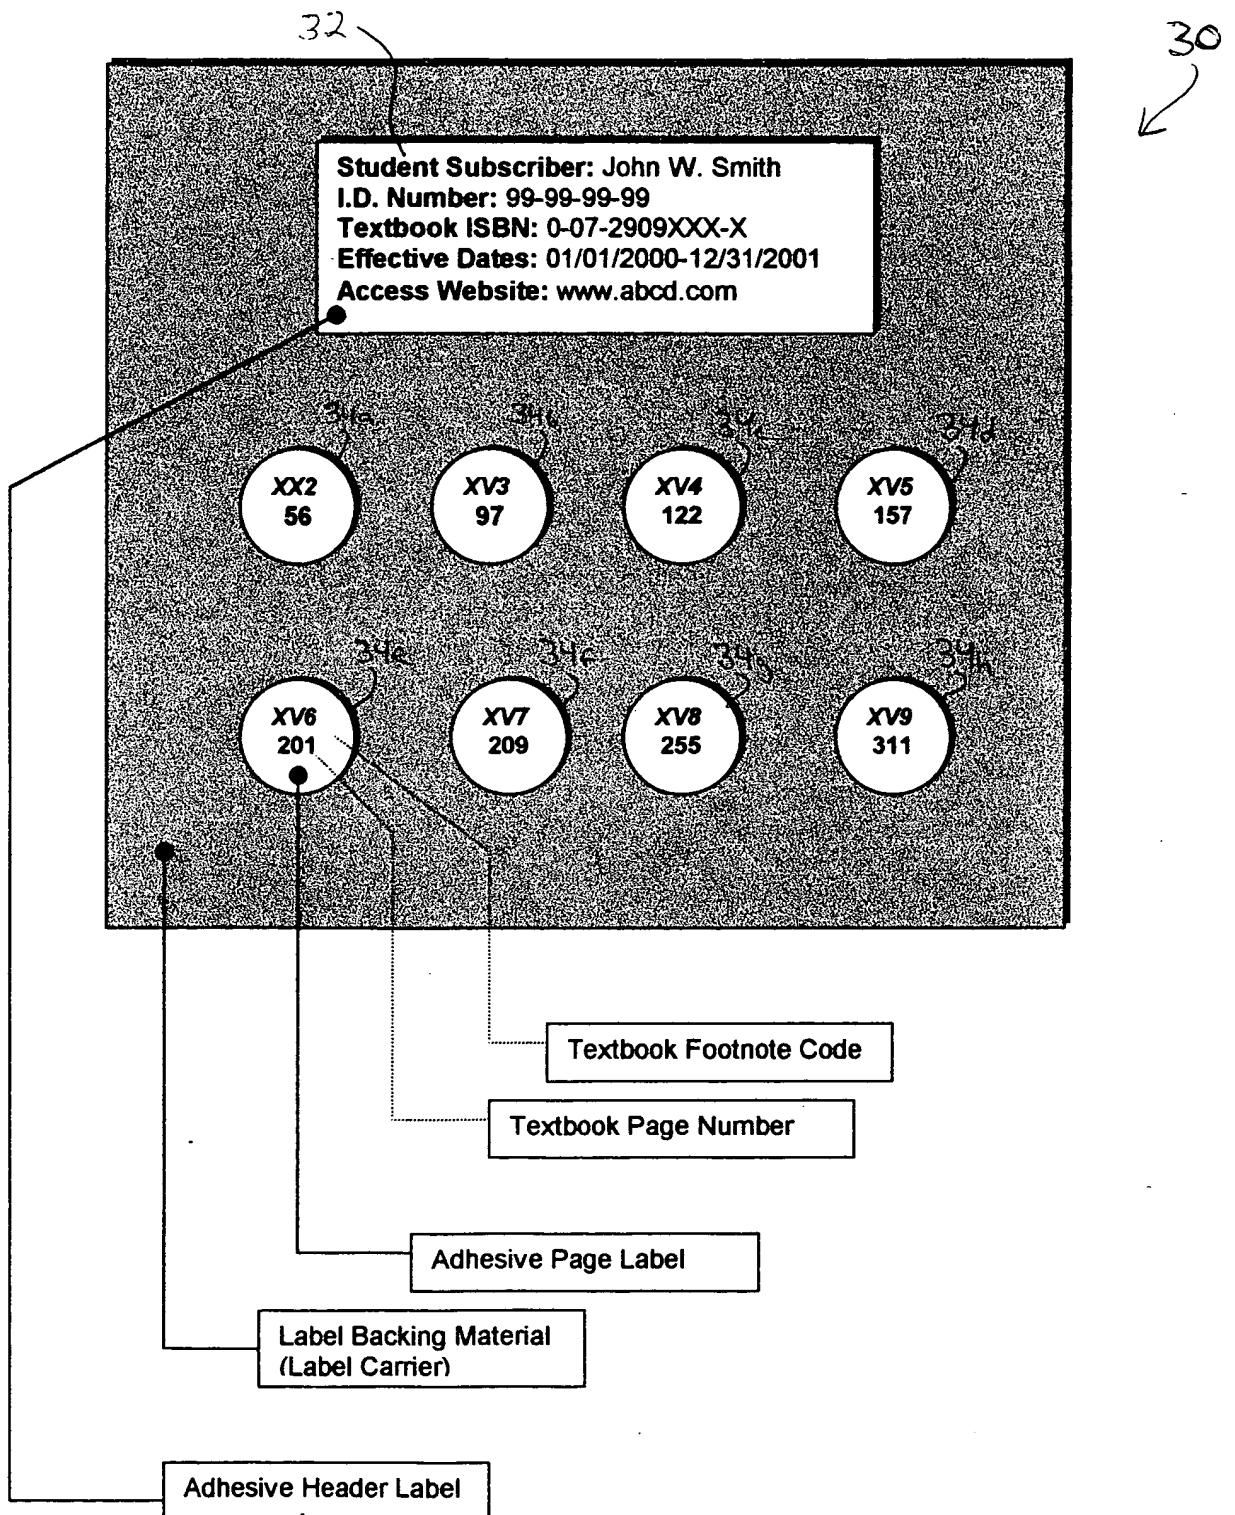 32
30
Student Subscriber: John W. Smith
I.D. Number: 99-99-99-99
Textbook ISBN: 0-07-2909XXX-X
Effective Dates: 01/01/2000-12/31/2001
Access Website: www.abcd.com
34a 34b 34c 34d
XX2 XV3 XV4 XV5
56 97 122 157
34e 34f 34g 34h
XV6 XV7 XV8 XV9
201 209 255 311
Textbook Footnote Code
Textbook Page Number
Adhesive Page Label
Label Backing Material
(Label Carrier)
Adhesive Header Label